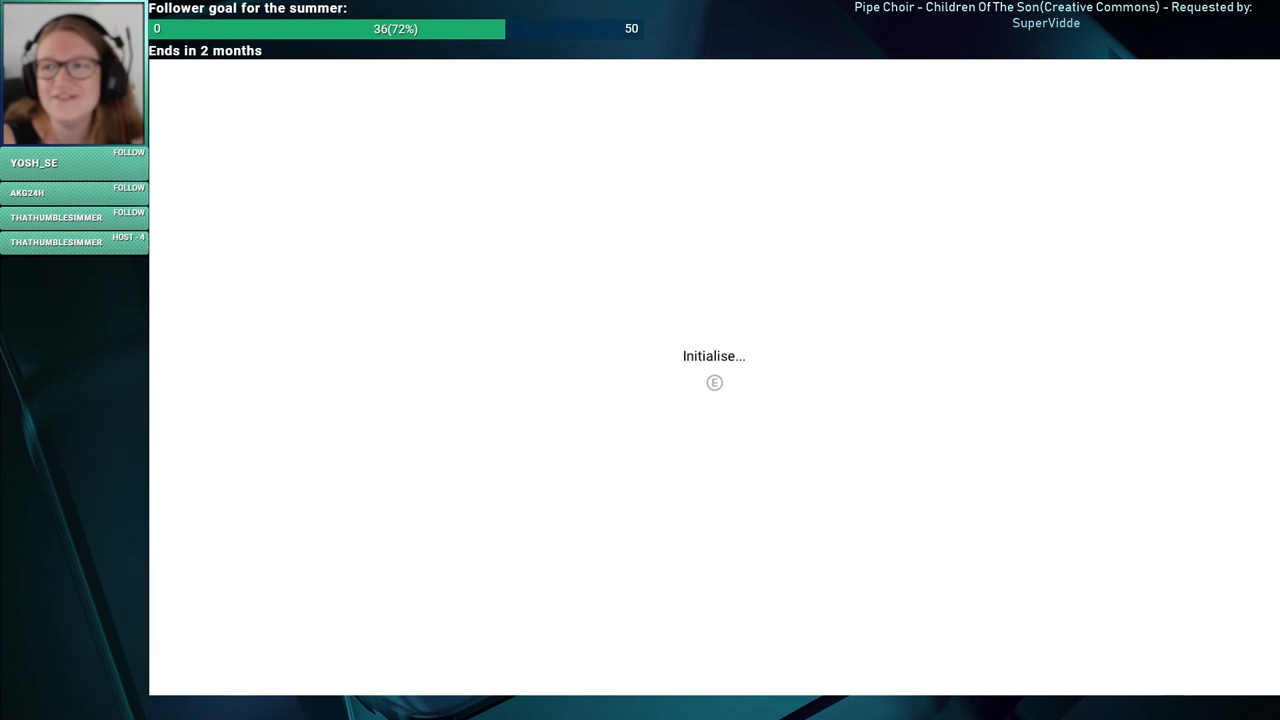 Follower goal for the summer:
0 36(72%) 50
Ends in 2 months
Pipe Choir - Children Of The Son(Creative Commons) - Requested by:
SuperVidde
YOSH_SE FOLLOW
AKG24H FOLLOW
THATHUMBLESIMMER FOLLOW
THATHUMBLESIMMER HOST - 4
Initialise...
E